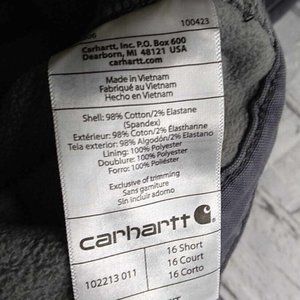 100423
Carhartt, Inc. P.O. Box 600
Dearborn, MI 48121 USA
carhartt.com
Made in Vietnam
Fabriqué au Vietnam
Hecho en Vietnam
Shell: 98% Cotton/2% Elastane
(Spandex)
Extérieur: 98% Coton/2% Élasthanne
Tela exterior: 98% Algodón/2% Elastano
Lining: 100% Polyester
Doublure: 100% Polyester
Forro: 100% Poliéster
Exclusive of trimming
Sans garniture
Sin incluir adorno
carhartt
102213 011
16 Short
16 Court
16 Corto